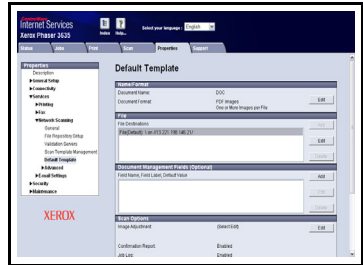 CentreWare
Internet Services
Xerox Phaser 3635
Index
Help...
Select your language :
English
Status
Jobs
Print
Scan
Properties
Support
Properties
Description
General Setup
Connectivity
Services
Printing
Fax
Network Scanning
General
File Repository Setup
Validation Servers
Scan Template Management
Default Template
Advanced
E-mail Settings
Security
Maintenance
XEROX
Default Template
Name/Format
Document Name:
DOC
Document Format:
PDF Images
One or More Images per File
Edit
File
File Destinations
Add
File(Default):
Edit
Delete
Document Management Fields (Optional)
Field Name, Field Label, Default Value
Add
Edit
Delete
Scan Options
Image Adjustment:
(Select Edit)
Edit
Confirmation Report:
Enabled
Job Log:
Enabled